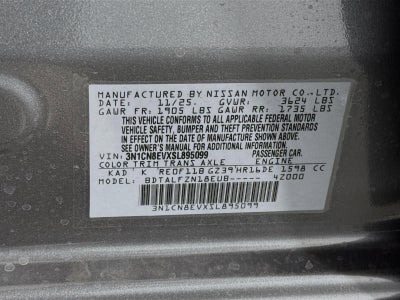 MANUFACTURED BY NISSAN MOTOR CO.,LTD.
DATE: 11/25. GVWR: 3624 LBS
GAWR FR: 1905 LBS GAWR RR: 1735 LBS
THIS VEHICLE CONFORMS TO ALL APPLICABLE FEDERAL MOTOR
VEHICLE SAFETY, BUMPER AND THEFT PREVENTION STANDARDS
IN EFFECT ON THE DATE OF MANUFACTURE SHOWN ABOVE.
SEE OWNER'S MANUAL FOR ADDITIONAL INFORMATION.
PASSENGER CAR
VIN: 3N1CN8EVXSL895099
COLOR TRIM TRANS AXLE ENGINE
KAD K RE0F11B GZ39 HR16DE 1598 CC
MODEL: BDTALFZN18EUB----- 4Z000
3N1CN8EVXSL895099